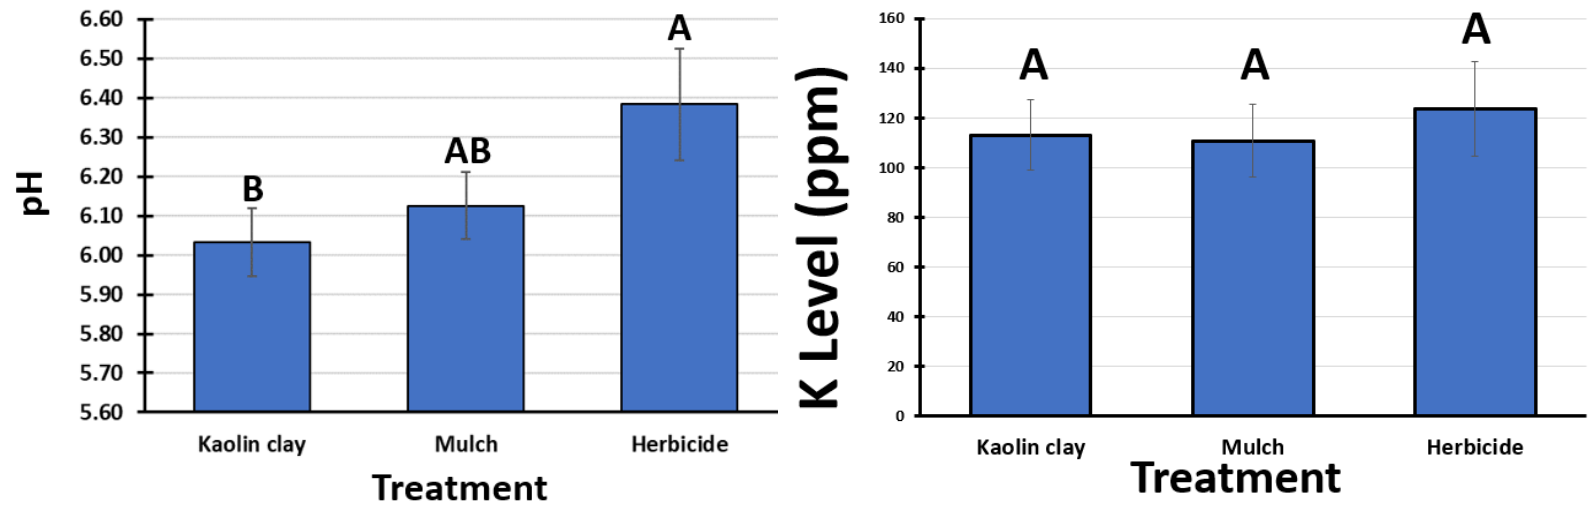 pH
6.60
6.50
6.40
6.30
6.20
6.10
6.00
5.90
5.80
5.70
5.60
B
AB
A
Kaolin clay
Mulch
Herbicide
Treatment
K Level (ppm)
160
140
120
100
80
60
40
20
0
A
A
A
Kaolin clay
Mulch
Herbicide
Treatment